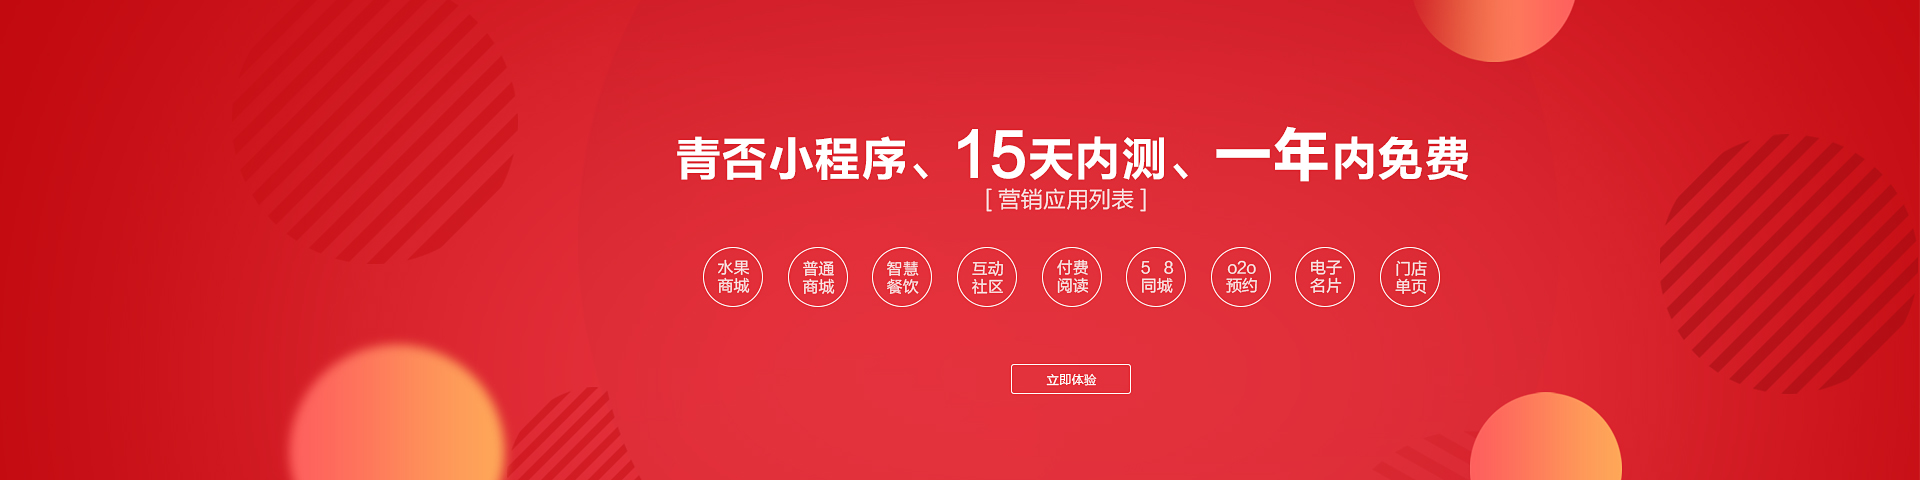 青否小程序、15天内测、一年内免费
[ 营销应用列表 ]
水果
商城
普通
商城
智慧
餐饮
互动
社区
付费
阅读
5 8
同城
o2o
预约
电子
名片
门店
单页
立即体验